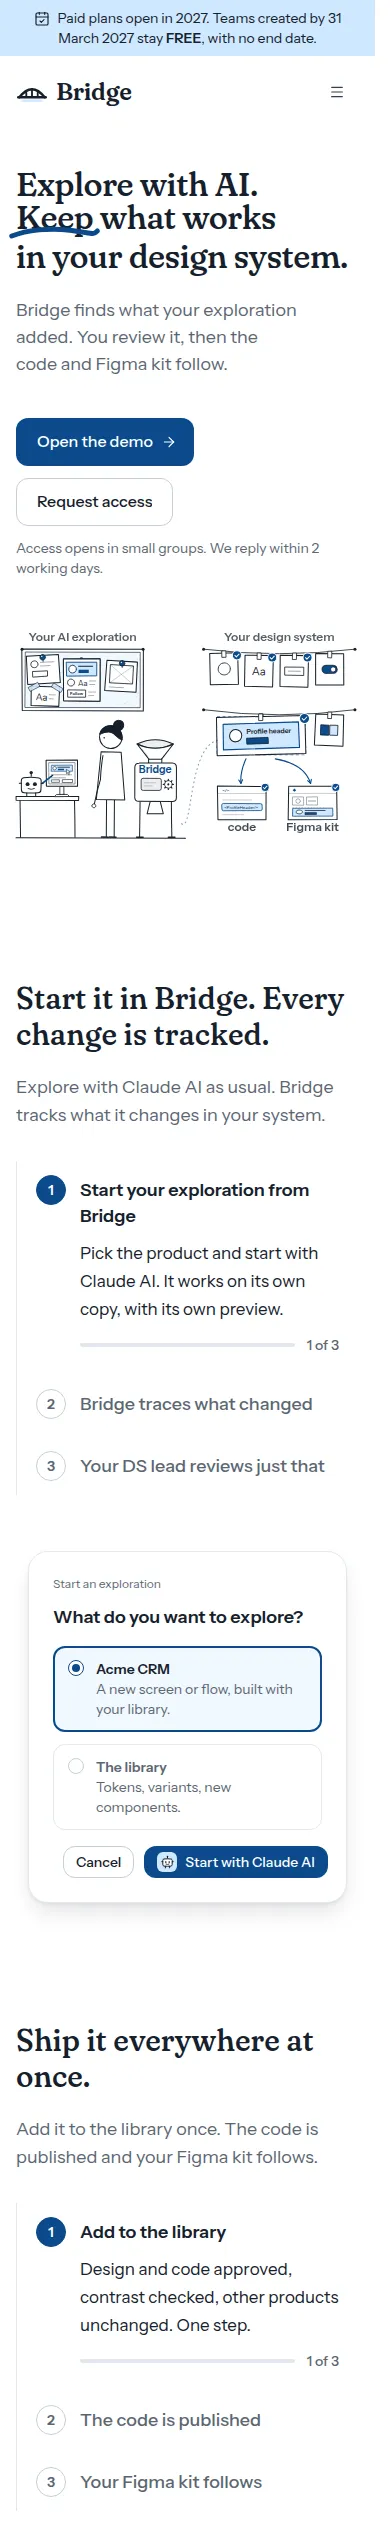 Paid plans open in 2027. Teams created by 31
March 2027 stay FREE, with no end date.
Bridge
Explore with AI.
Keep what works
in your design system.
Bridge finds what your exploration
added. You review it, then the
code and Figma kit follow.
Open the demo →
Request access
Access opens in small groups. We reply within 2
working days.
Your AI exploration
Your design system
Aa
Follow
Aa
Aa
Bridge
Profile header
code
Figma kit
Start it in Bridge. Every
change is tracked.
Explore with Claude AI as usual. Bridge
tracks what it changes in your system.
1
Start your exploration from
Bridge
Pick the product and start with
Claude AI. It works on its own
copy, with its own preview.
1 of 3
2
Bridge traces what changed
3
Your DS lead reviews just that
Start an exploration
What do you want to explore?
Acme CRM
A new screen or flow, built with
your library.
The library
Tokens, variants, new
components.
Cancel
Start with Claude AI
Ship it everywhere at
once.
Add it to the library once. The code is
published and your Figma kit follows.
1
Add to the library
Design and code approved,
contrast checked, other products
unchanged. One step.
1 of 3
2
The code is published
3
Your Figma kit follows